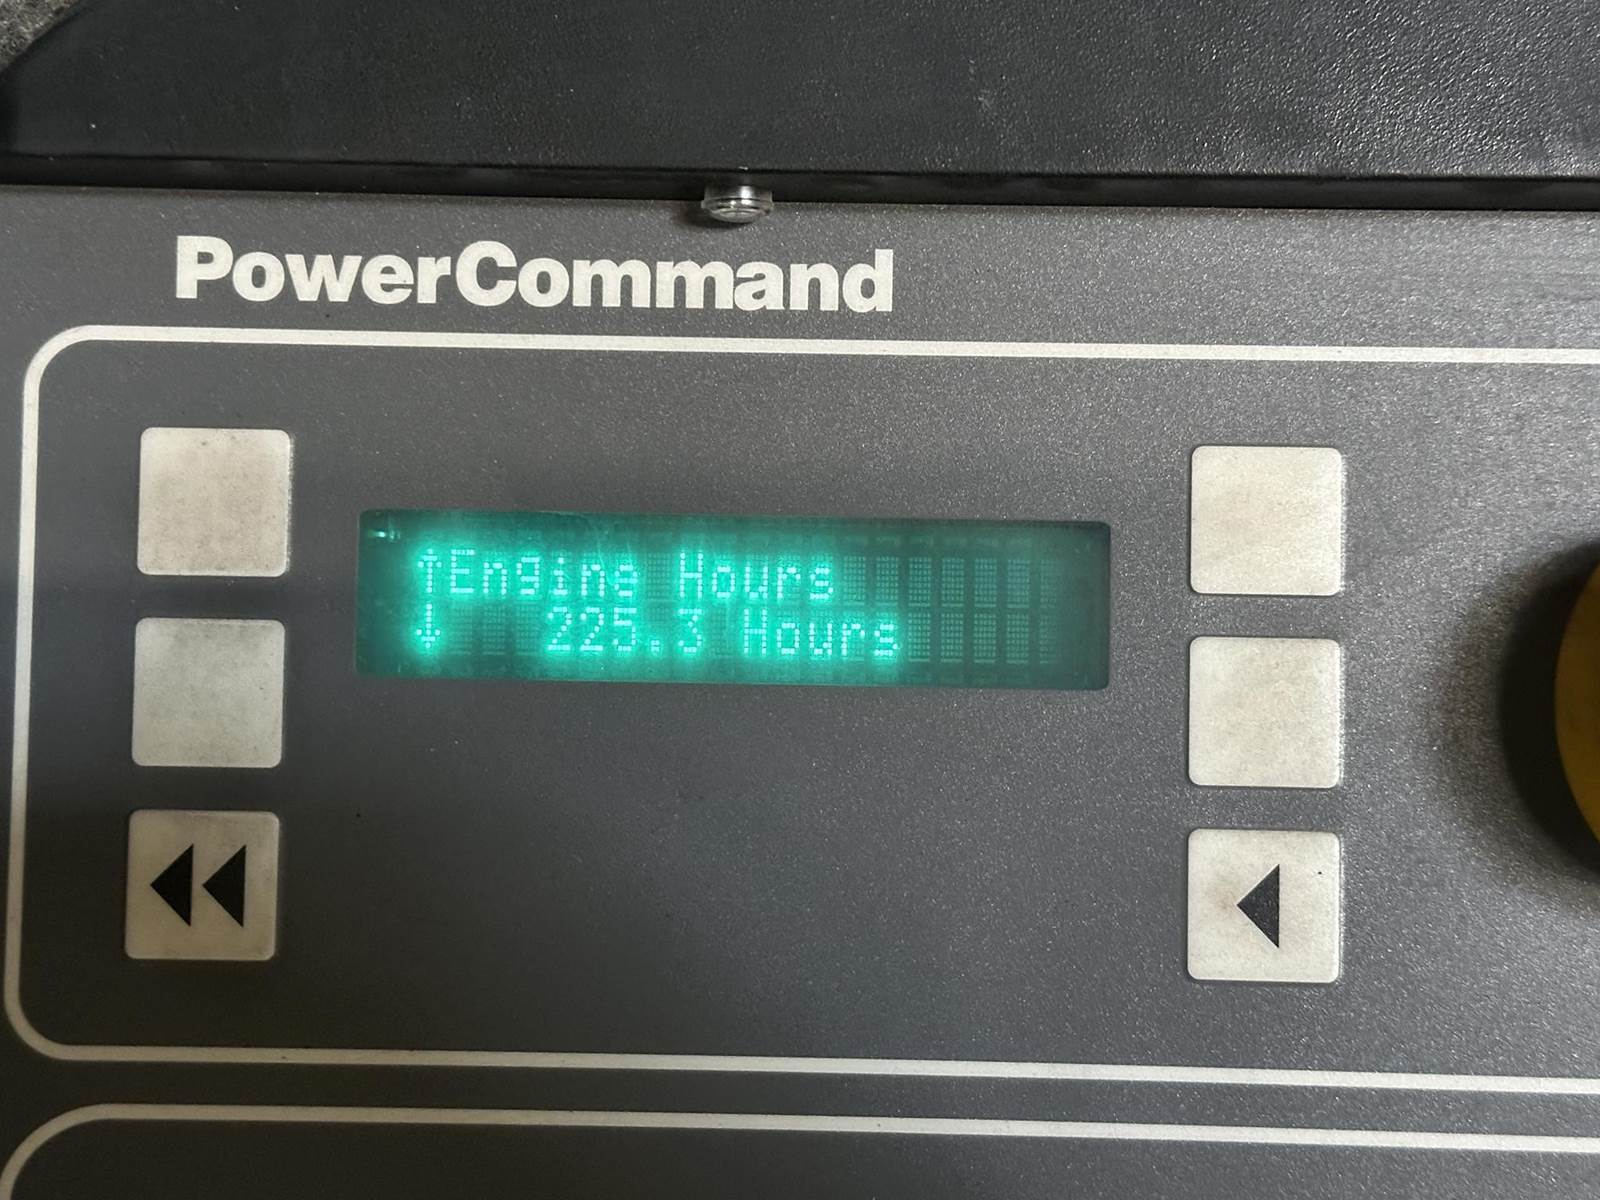 PowerCommand
↑Engine Hours
↓ 225.3 Hours